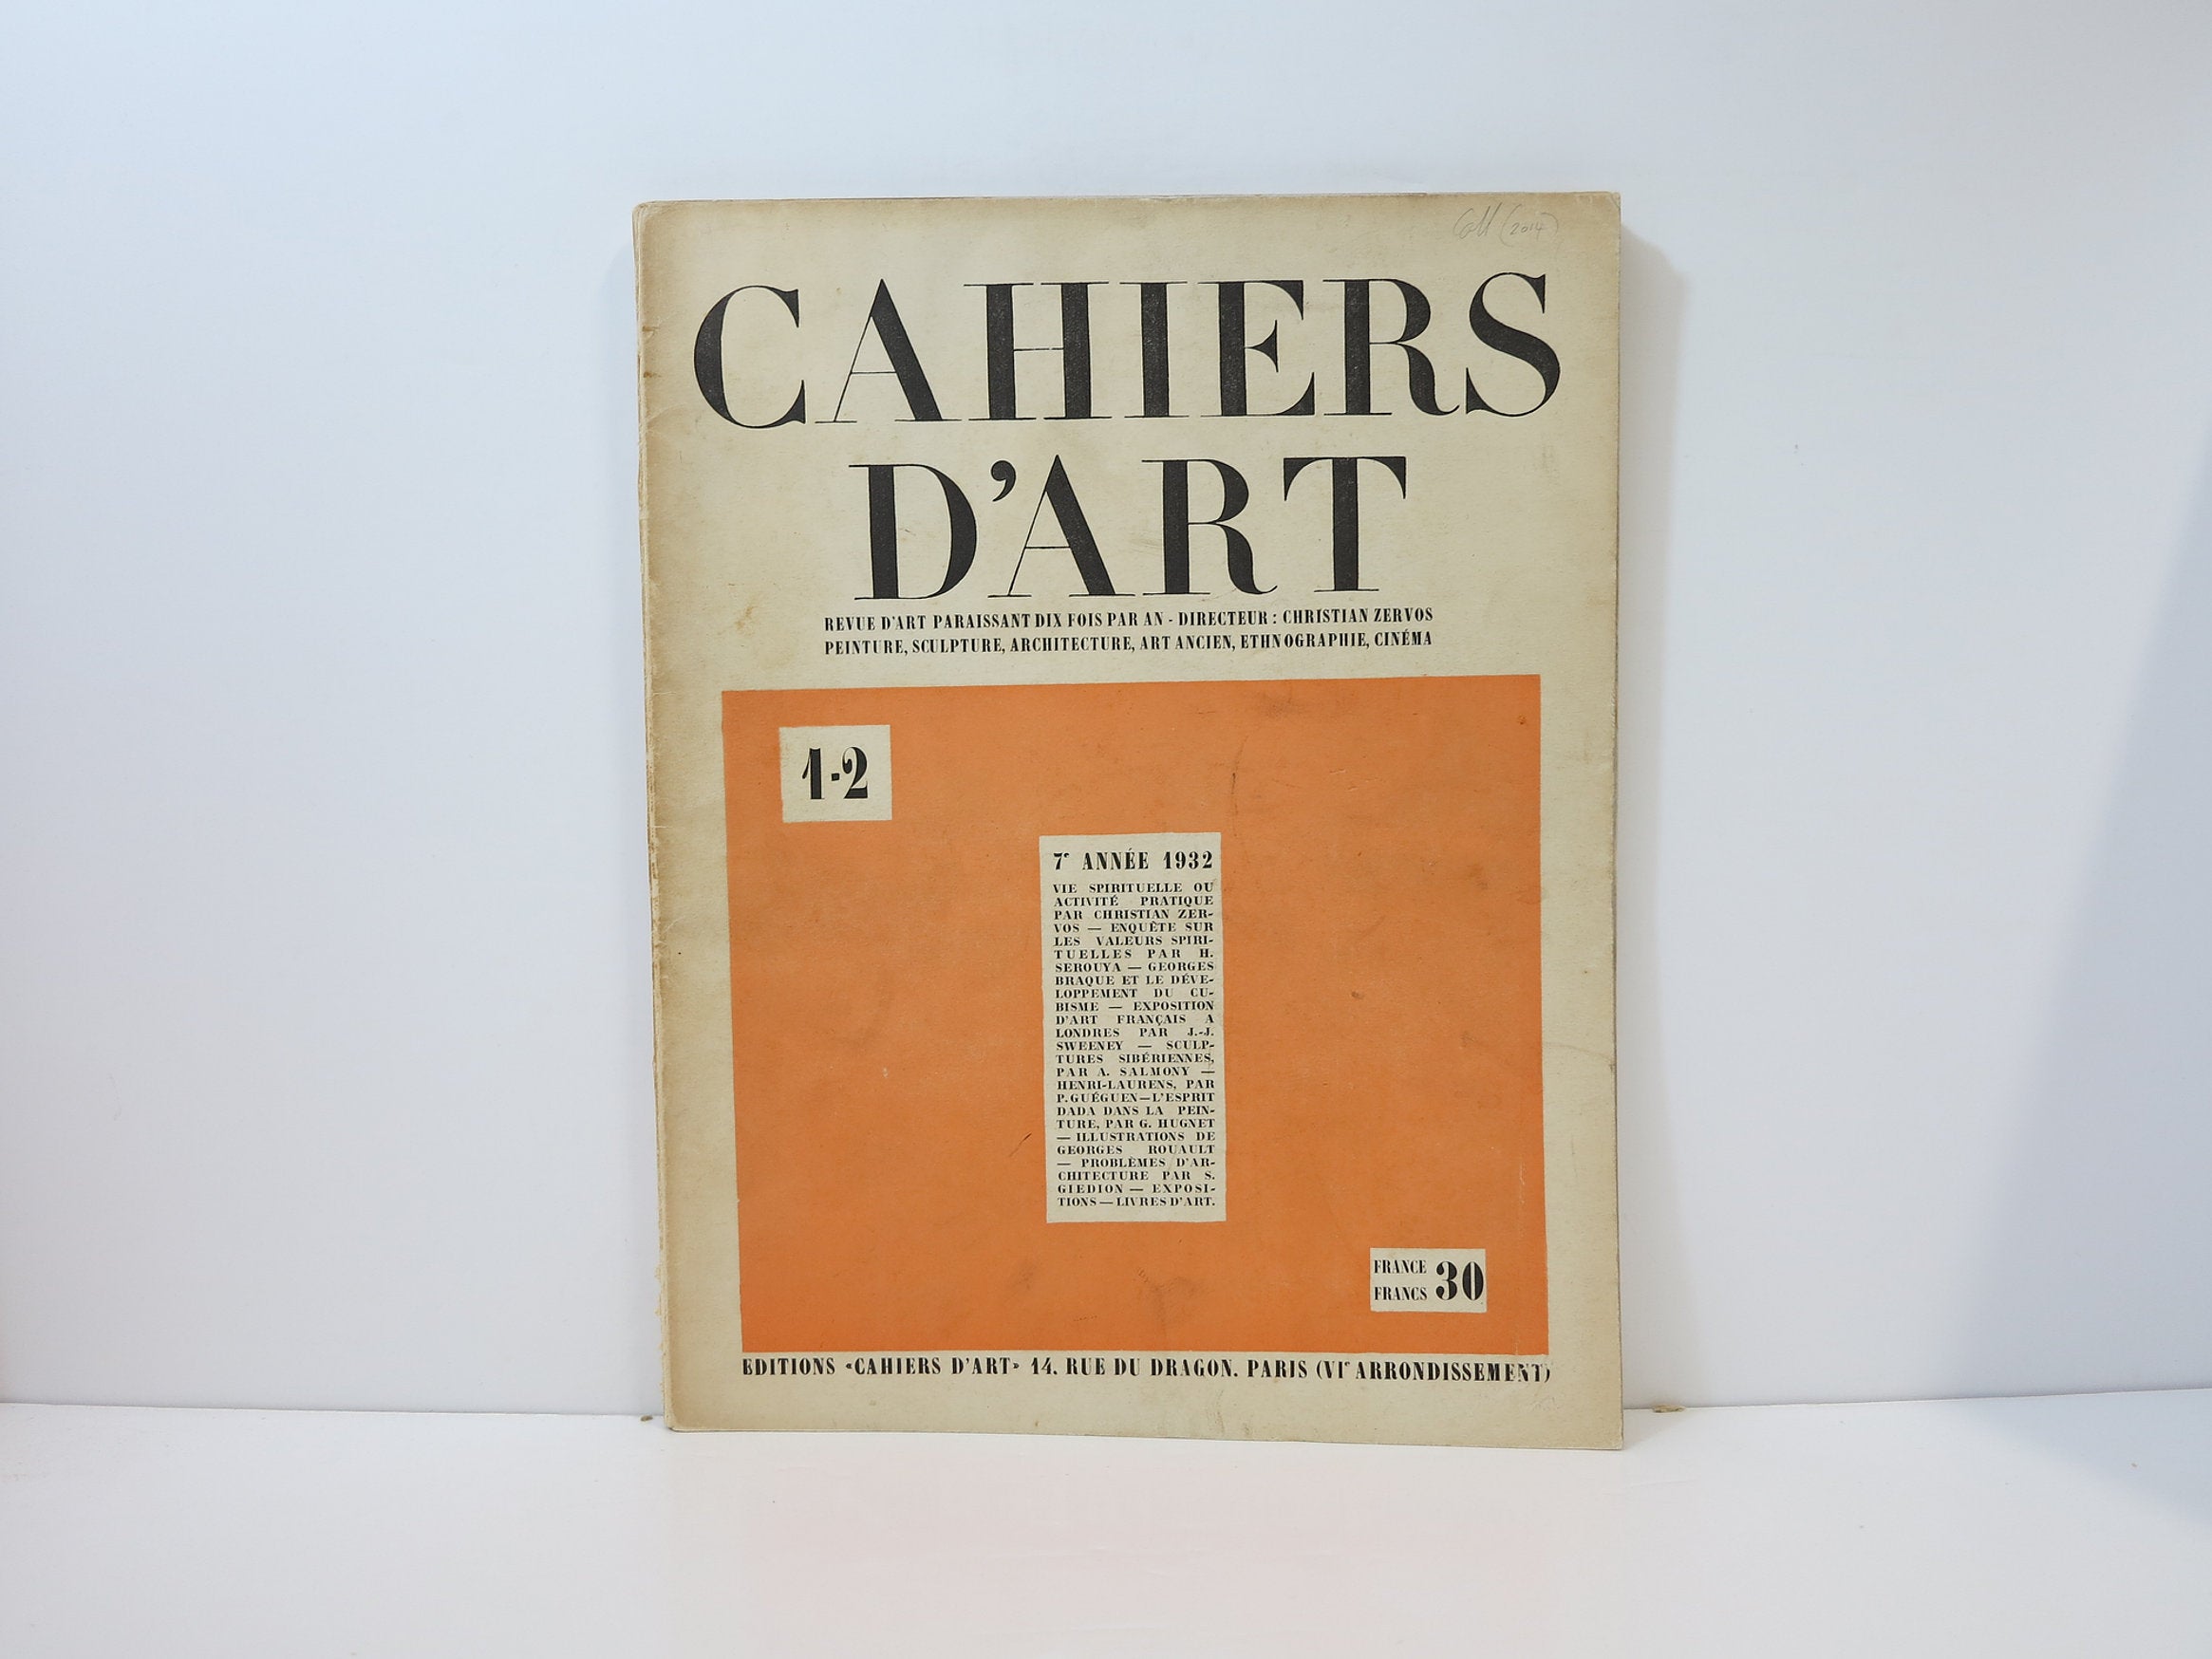 Coll (2014)
CAHIERS
D'ART
REVUE D'ART PARAISSANT DIX FOIS PAR AN - DIRECTEUR : CHRISTIAN ZERVOS
PEINTURE, SCULPTURE, ARCHITECTURE, ART ANCIEN, ETHNOGRAPHIE, CINÉMA
1-2
7e ANNÉE 1932
VIE SPIRITUELLE OU
ACTIVITÉ PRATIQUE
PAR CHRISTIAN ZER-
VOS — ENQUÊTE SUR
LES VALEURS SPIRI-
TUELLES PAR H.
SEROUYA — GEORGES
BRAQUE ET LE DÉVE-
LOPPEMENT DU CU-
BISME — EXPOSITION
D'ART FRANÇAIS A
LONDRES PAR J.-J.
SWEENEY — SCULP-
TURES SIBÉRIENNES,
PAR A. SALMONY —
HENRI-LAURENS, PAR
P. GUÉGUEN — L'ESPRIT
DADA DANS LA PEIN-
TURE, PAR G. HUGNET
— ILLUSTRATIONS DE
GEORGES ROUAULT
— PROBLÈMES D'AR-
CHITECTURE PAR S.
GIEDION — EXPOSI-
TIONS — LIVRES D'ART.
FRANCE
FRANCS 30
EDITIONS «CAHIERS D'ART» 14. RUE DU DRAGON. PARIS (VIe ARRONDISSEMENT)